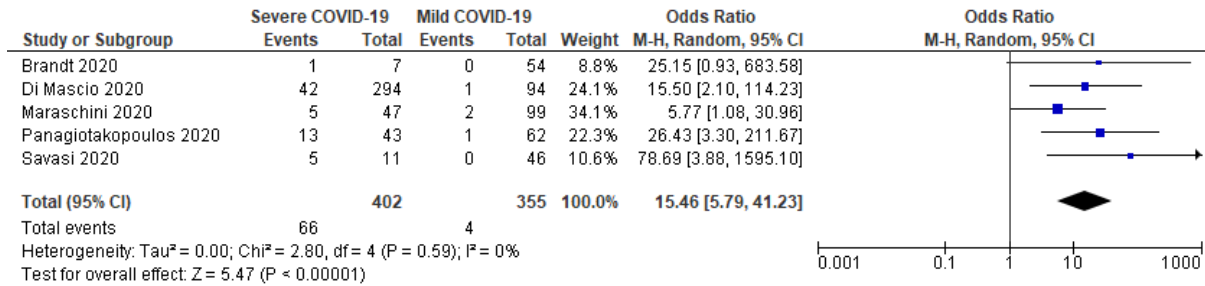 Severe COVID-19 Mild COVID-19 Odds Ratio Odds Ratio
Study or Subgroup Events Total Events Total Weight M-H, Random, 95% CI M-H, Random, 95% CI
Brandt 2020 1 7 0 54 8.8% 25.15 [0.93, 683.58]
Di Mascio 2020 42 294 1 94 24.1% 15.50 [2.10, 114.23]
Maraschini 2020 5 47 2 99 34.1% 5.77 [1.08, 30.96]
Panagiotakopoulos 2020 13 43 1 62 22.3% 26.43 [3.30, 211.67]
Savasi 2020 5 11 0 46 10.6% 78.69 [3.88, 1595.10]
Total (95% CI) 402 355 100.0% 15.46 [5.79, 41.23]
Total events 66 4
Heterogeneity: Tau² = 0.00; Chi² = 2.80, df = 4 (P = 0.59); I² = 0%
Test for overall effect: Z = 5.47 (P < 0.00001)
0.001 0.1 1 10 1000